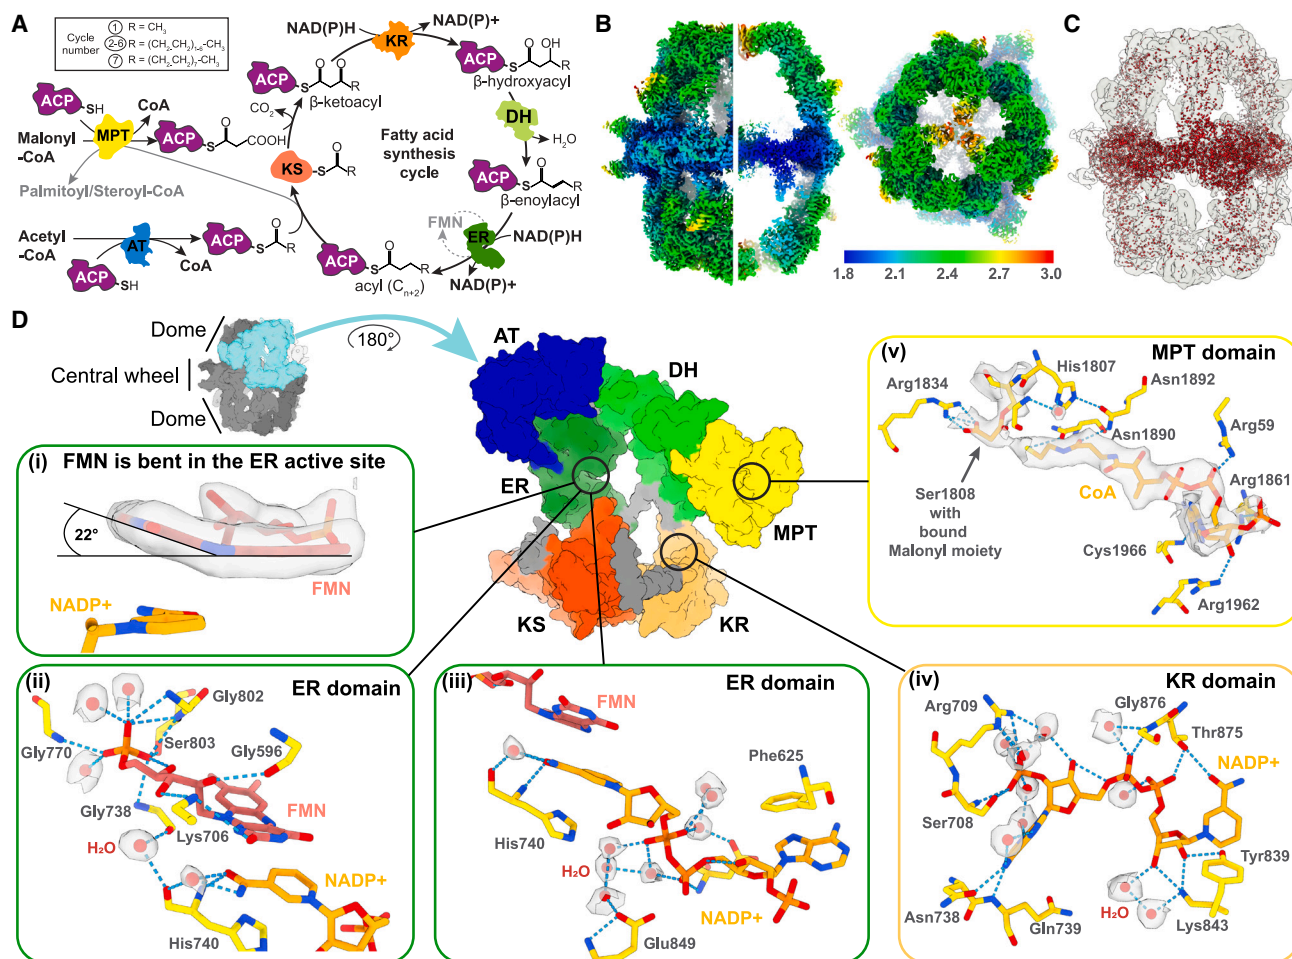 A
Cycle number
1 R = CH₃
2-6 R = (CH₂CH₂)₁₋₆-CH₃
7 R = (CH₂CH₂)₇-CH₃
ACP
SH
CoA
Malonyl
-CoA
MPT
ACP
S
O
COOH
Palmitoyl/Steroyl-CoA
Acetyl
-CoA
AT
CoA
ACP
SH
ACP
S
O
R
KS
S
O
R
CO₂
ACP
S
O O
R
β-ketoacyl
NAD(P)H
KR
NAD(P)+
ACP
S
O OH
R
β-hydroxyacyl
DH
H₂O
Fatty acid
synthesis
cycle
ACP
S
O
R
β-enoylacyl
FMN
ER
NAD(P)H
NAD(P)+
ACP
S
O
R
acyl (Cₙ₊₂)
B
1.8 2.1 2.4 2.7 3.0
C
D
Dome
Central wheel
Dome
180°
AT
DH
ER
MPT
KS
KR
(i) FMN is bent in the ER active site
22°
FMN
NADP+
(ii) ER domain
Gly802
Gly770
Ser803
Gly596
Gly738
Lys706
FMN
H₂O
NADP+
His740
(iii) ER domain
FMN
Phe625
His740
H₂O
NADP+
Glu849
(iv) KR domain
Arg709
Gly876
Thr875
NADP+
Ser708
Tyr839
Asn738
Gln739
H₂O
Lys843
(v) MPT domain
His1807
Arg1834
Asn1892
Arg59
Asn1890
Ser1808
with
bound
Malonyl moiety
CoA
Arg1861
Cys1966
Arg1962